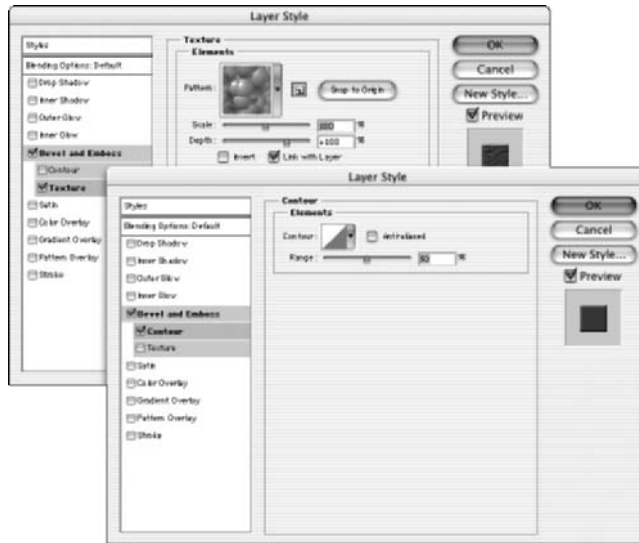 Layer Style
Styles
Blending Options: Default
Drop Shadow
Inner Shadow
Outer Glow
Inner Glow
Bevel and Emboss
Contour
Texture
Satin
Color Overlay
Gradient Overlay
Pattern Overlay
Stroke
Texture
Elements
Pattern:
Snap to Origin
Scale: 100 %
Depth: +100 %
Invert Link with Layer
OK
Cancel
New Style...
Preview
Layer Style
Styles
Blending Options: Default
Drop Shadow
Inner Shadow
Outer Glow
Inner Glow
Bevel and Emboss
Contour
Texture
Satin
Color Overlay
Gradient Overlay
Pattern Overlay
Stroke
Contour
Elements
Contour: Anti-aliased
Range: 50 %
OK
Cancel
New Style...
Preview